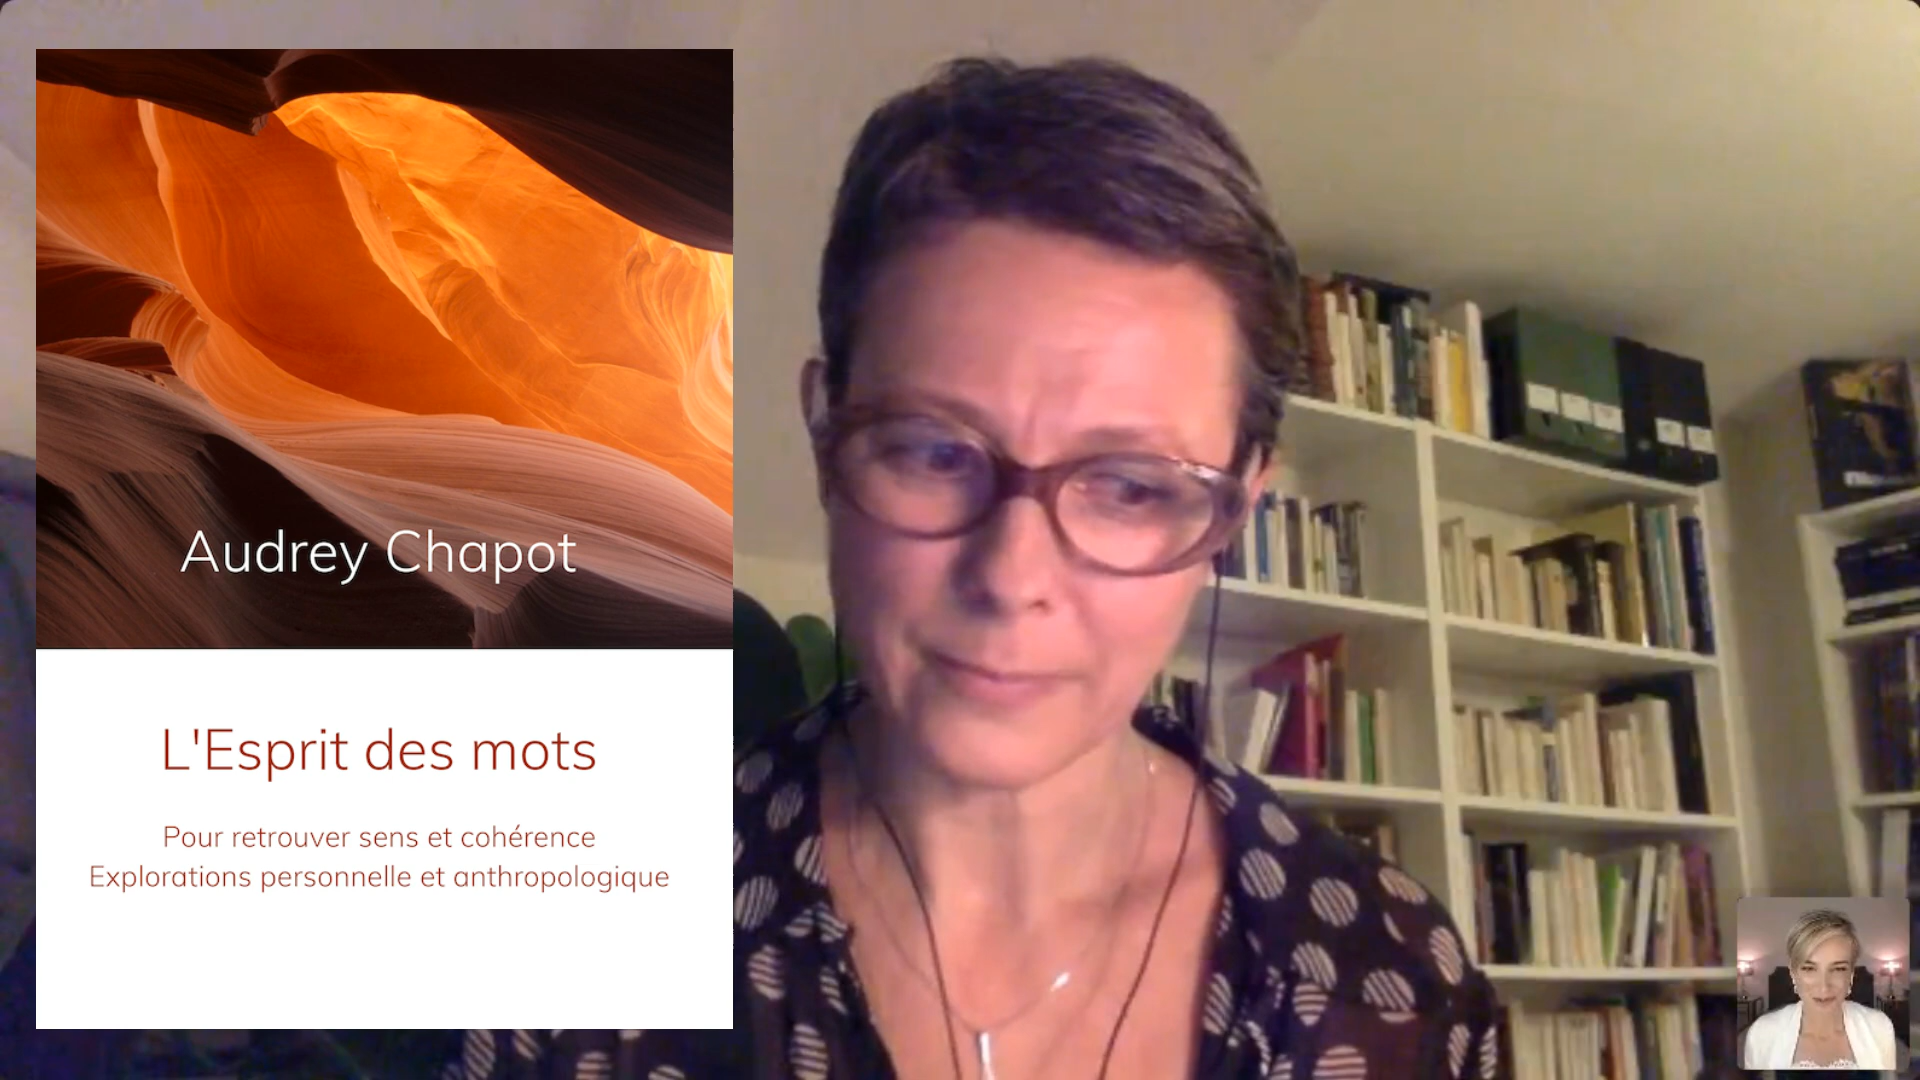 Audrey Chapot
L'Esprit des mots
Pour retrouver sens et cohérence
Explorations personnelle et anthropologique